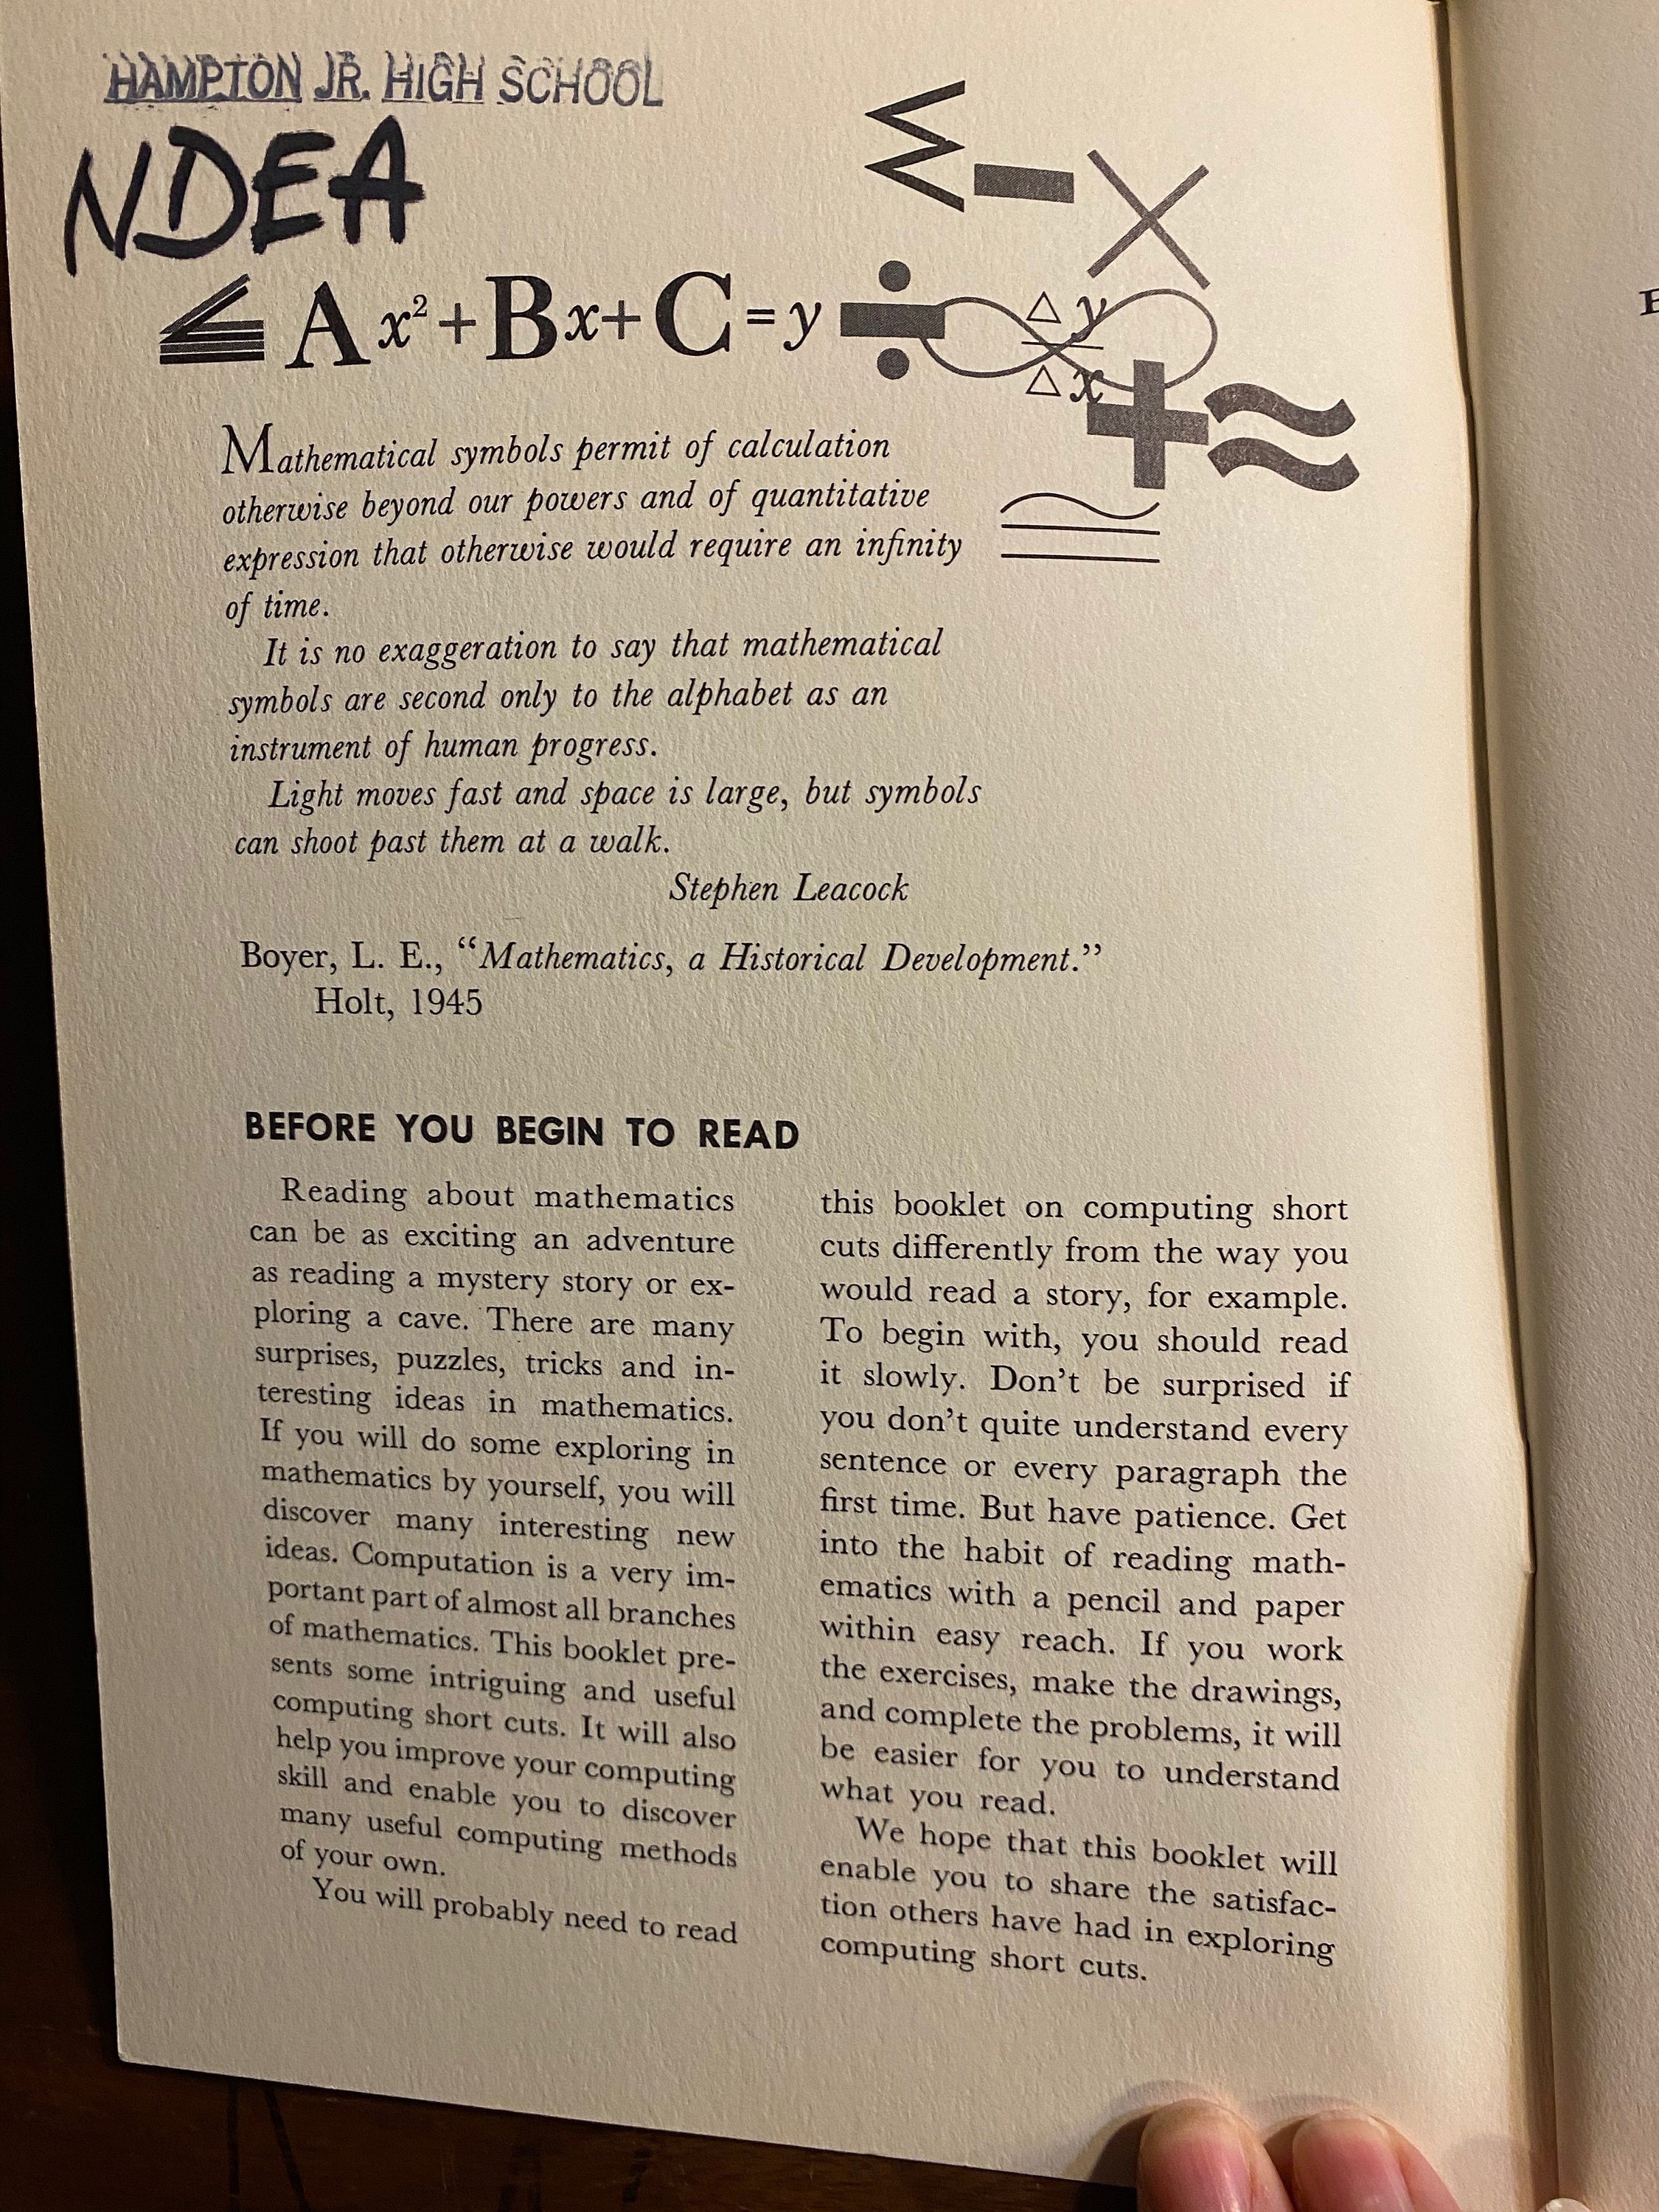 HAMPTON JR. HIGH SCHOOL
NDEA
≦ Ax²+Bx+C=y ÷ ∞ Δy/Δx + ≈
Σ − ×
≅
Mathematical symbols permit of calculation
otherwise beyond our powers and of quantitative
expression that otherwise would require an infinity
of time.
It is no exaggeration to say that mathematical
symbols are second only to the alphabet as an
instrument of human progress.
Light moves fast and space is large, but symbols
can shoot past them at a walk.
Stephen Leacock
Boyer, L. E., “Mathematics, a Historical Development.”
Holt, 1945
BEFORE YOU BEGIN TO READ
Reading about mathematics
can be as exciting an adventure
as reading a mystery story or ex-
ploring a cave. There are many
surprises, puzzles, tricks and in-
teresting ideas in mathematics.
If you will do some exploring in
mathematics by yourself, you will
discover many interesting new
ideas. Computation is a very im-
portant part of almost all branches
of mathematics. This booklet pre-
sents some intriguing and useful
computing short cuts. It will also
help you improve your computing
skill and enable you to discover
many useful computing methods
of your own.
You will probably need to read
this booklet on computing short
cuts differently from the way you
would read a story, for example.
To begin with, you should read
it slowly. Don’t be surprised if
you don’t quite understand every
sentence or every paragraph the
first time. But have patience. Get
into the habit of reading math-
ematics with a pencil and paper
within easy reach. If you work
the exercises, make the drawings,
and complete the problems, it will
be easier for you to understand
what you read.
We hope that this booklet will
enable you to share the satisfac-
tion others have had in exploring
computing short cuts.